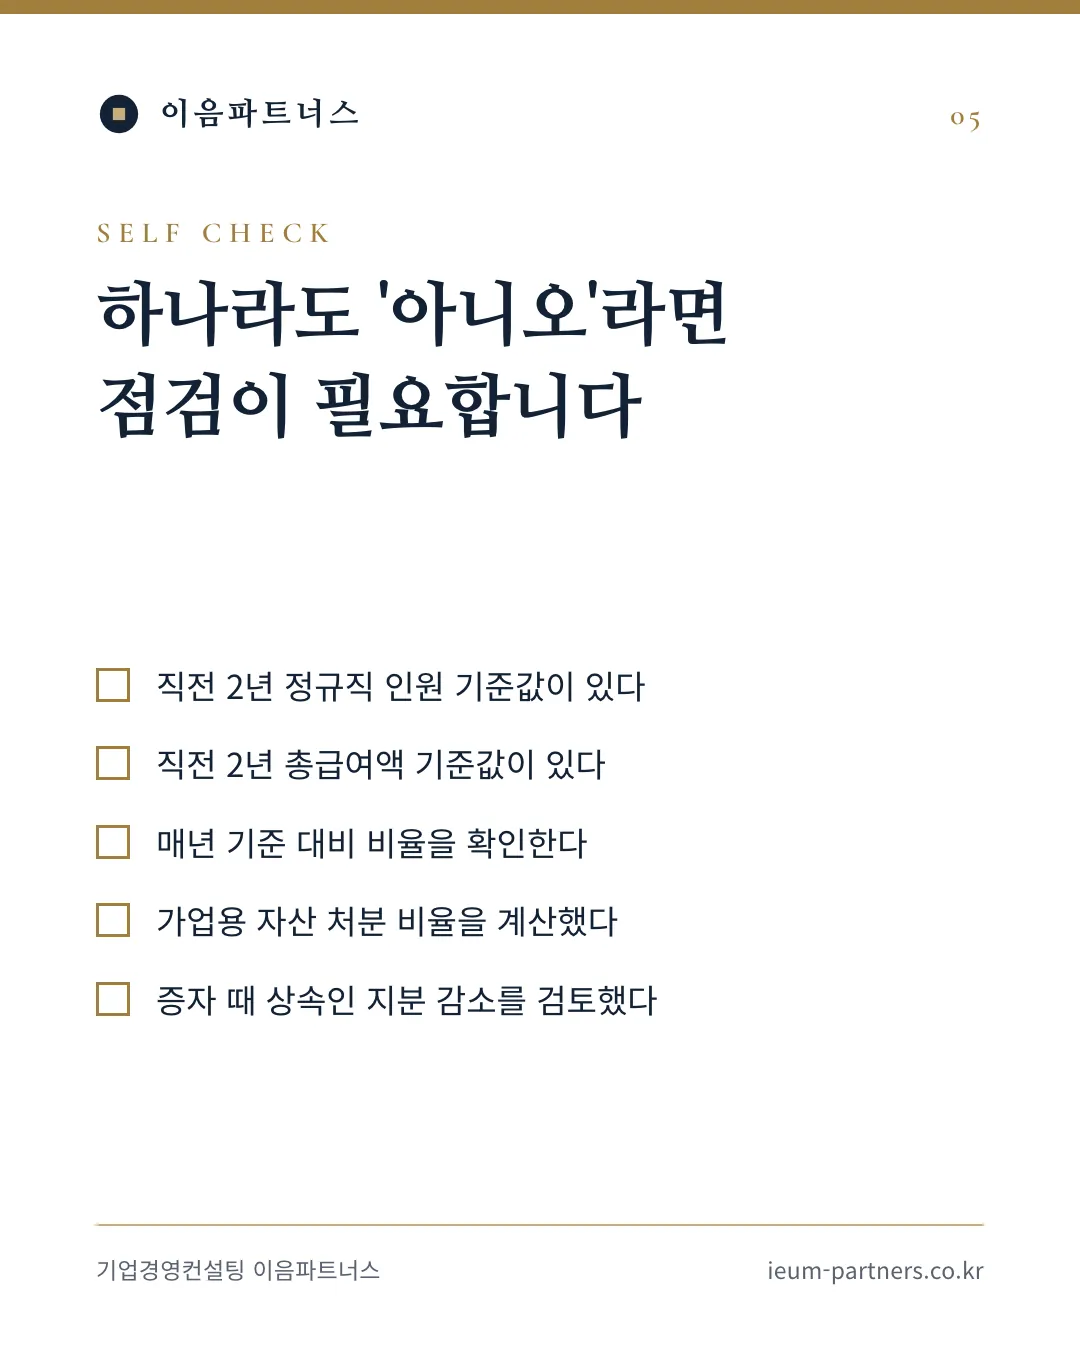 이음파트너스
05
SELF CHECK
하나라도 '아니오'라면
점검이 필요합니다
직전 2년 정규직 인원 기준값이 있다
직전 2년 총급여액 기준값이 있다
매년 기준 대비 비율을 확인한다
가업용 자산 처분 비율을 계산했다
증자 때 상속인 지분 감소를 검토했다
기업경영컨설팅 이음파트너스
ieum-partners.co.kr